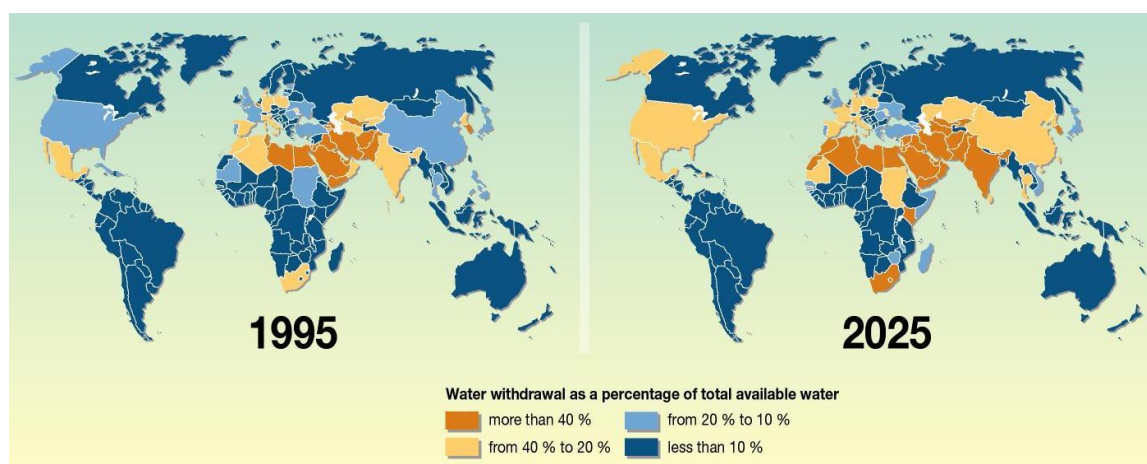 1995
2025
Water withdrawal as a percentage of total available water
more than 40 %
from 20 % to 10 %
from 40 % to 20 %
less than 10 %